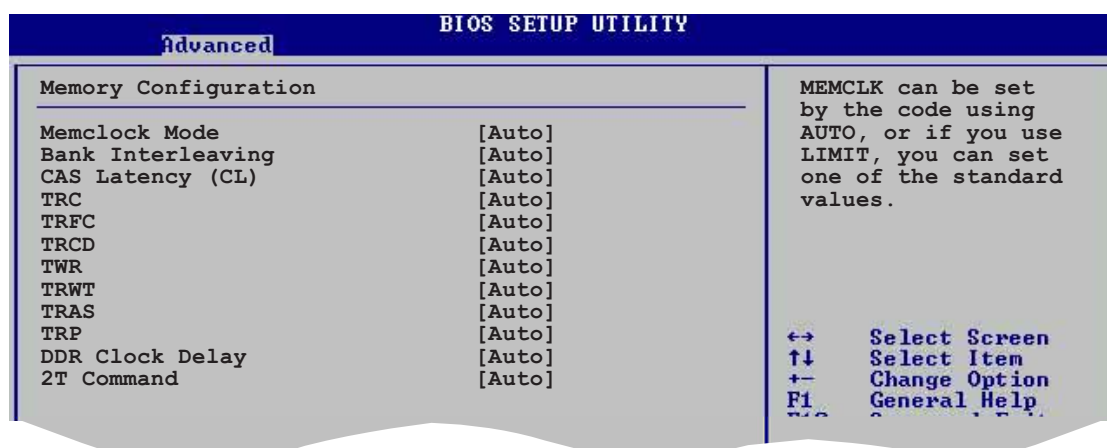 BIOS SETUP UTILITY
Advanced
Memory Configuration
Memclock Mode [Auto]
Bank Interleaving [Auto]
CAS Latency (CL) [Auto]
TRC [Auto]
TRFC [Auto]
TRCD [Auto]
TWR [Auto]
TRWT [Auto]
TRAS [Auto]
TRP [Auto]
DDR Clock Delay [Auto]
2T Command [Auto]
MEMCLK can be set
by the code using
AUTO, or if you use
LIMIT, you can set
one of the standard
values.
←→ Select Screen
↑↓ Select Item
+- Change Option
F1 General Help